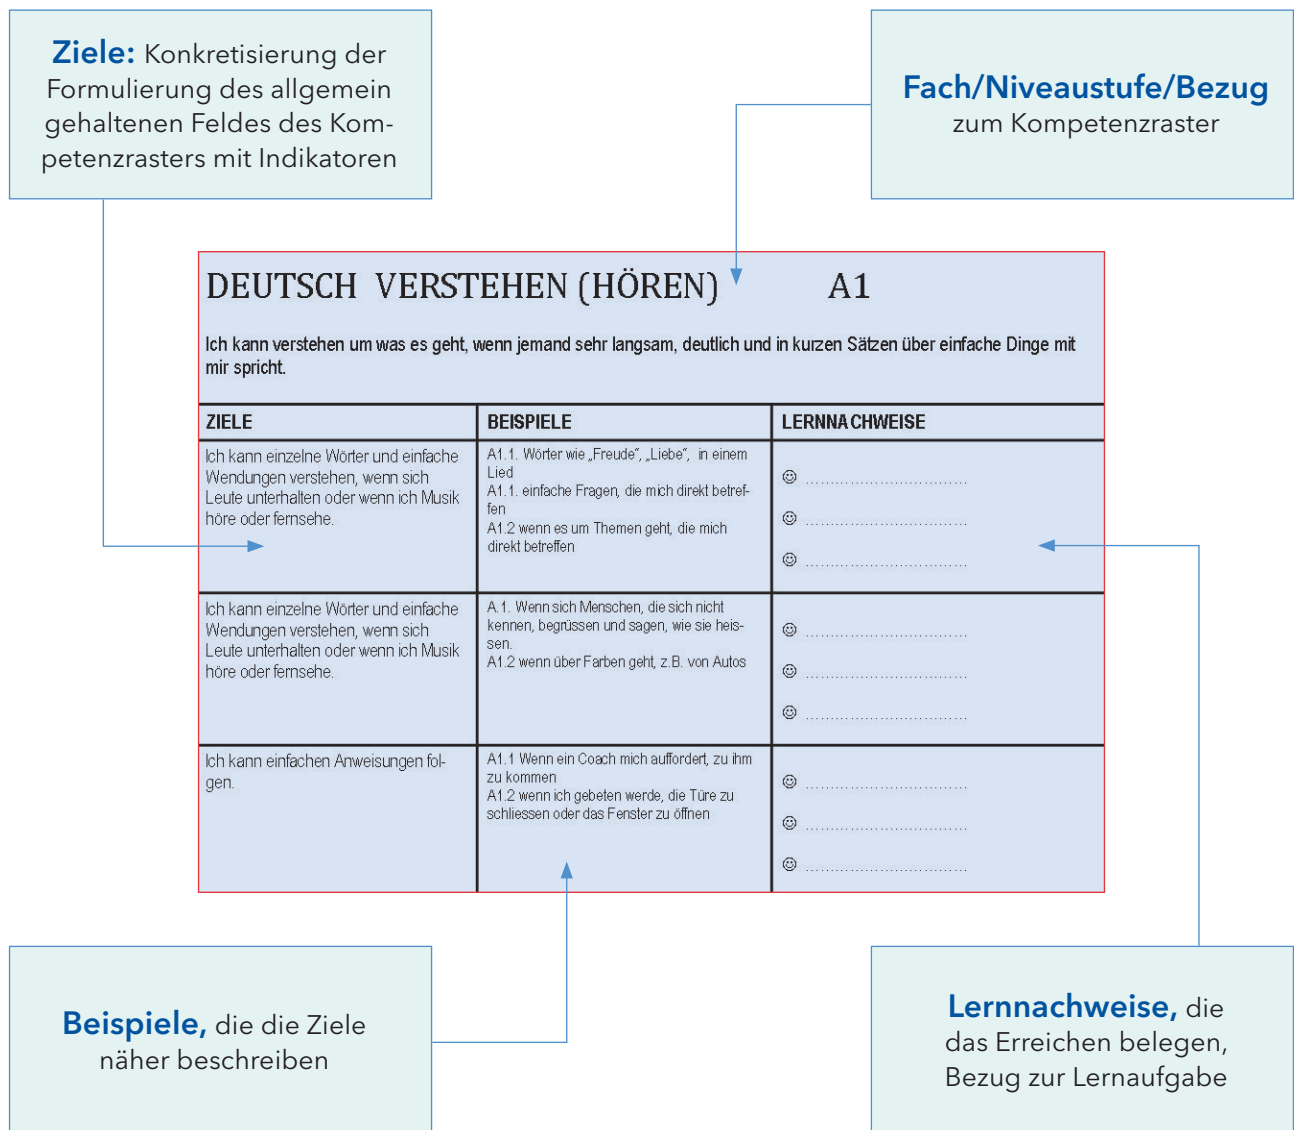 Ziele: Konkretisierung der
Formulierung des allgemein
gehaltenen Feldes des Kom-
petenzrasters mit Indikatoren
Fach/Niveaustufe/Bezug
zum Kompetenzraster
DEUTSCH VERSTEHEN (HÖREN) A1
Ich kann verstehen um was es geht, wenn jemand sehr langsam, deutlich und in kurzen Sätzen über einfache Dinge mit
mir spricht.
ZIELE BEISPIELE LERNNACHWEISE
Ich kann einzelne Wörter und einfache
Wendungen verstehen, wenn sich
Leute unterhalten oder wenn ich Musik
höre oder fernsehe.
A1.1. Wörter wie „Freude“, „Liebe“, in einem
Lied
A1.1. einfache Fragen, die mich direkt betref-
fen
A1.2 wenn es um Themen geht, die mich
direkt betreffen
☺ .................................
☺ .................................
☺ .................................
Ich kann einzelne Wörter und einfache
Wendungen verstehen, wenn sich
Leute unterhalten oder wenn ich Musik
höre oder fernsehe.
A.1. Wenn sich Menschen, die sich nicht
kennen, begrüssen und sagen, wie sie heis-
sen.
A1.2 wenn über Farben geht, z.B. von Autos
☺ .................................
☺ .................................
☺ .................................
Ich kann einfachen Anweisungen fol-
gen.
A1.1 Wenn ein Coach mich auffordert, zu ihm
zu kommen
A1.2 wenn ich gebeten werde, die Türe zu
schliessen oder das Fenster zu öffnen
☺ .................................
☺ .................................
☺ .................................
Beispiele, die die Ziele
näher beschreiben
Lernnachweise, die
das Erreichen belegen,
Bezug zur Lernaufgabe